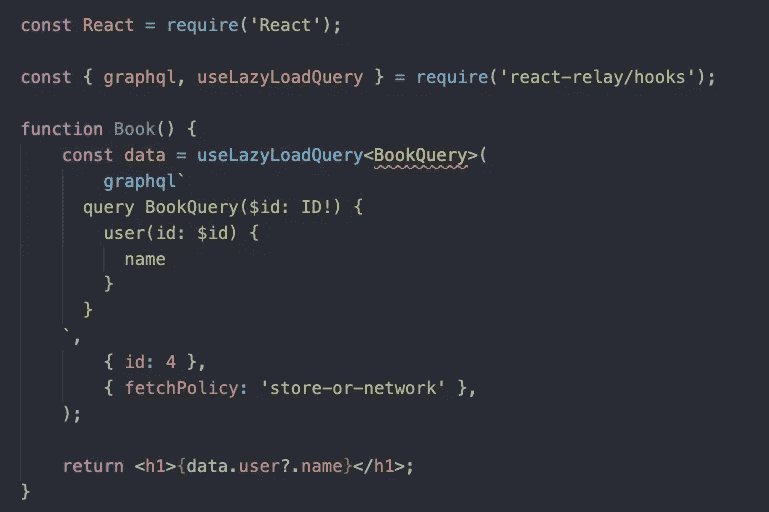 const React = require('React');
const { graphql, useLazyLoadQuery } = require('react-relay/hooks');
function Book() {
    const data = useLazyLoadQuery<BookQuery>(
        graphql`
      query BookQuery($id: ID!) {
        user(id: $id) {
          name
        }
      }
    `,
        { id: 4 },
        { fetchPolicy: 'store-or-network' },
    );
    return <h1>{data.user?.name}</h1>;
}